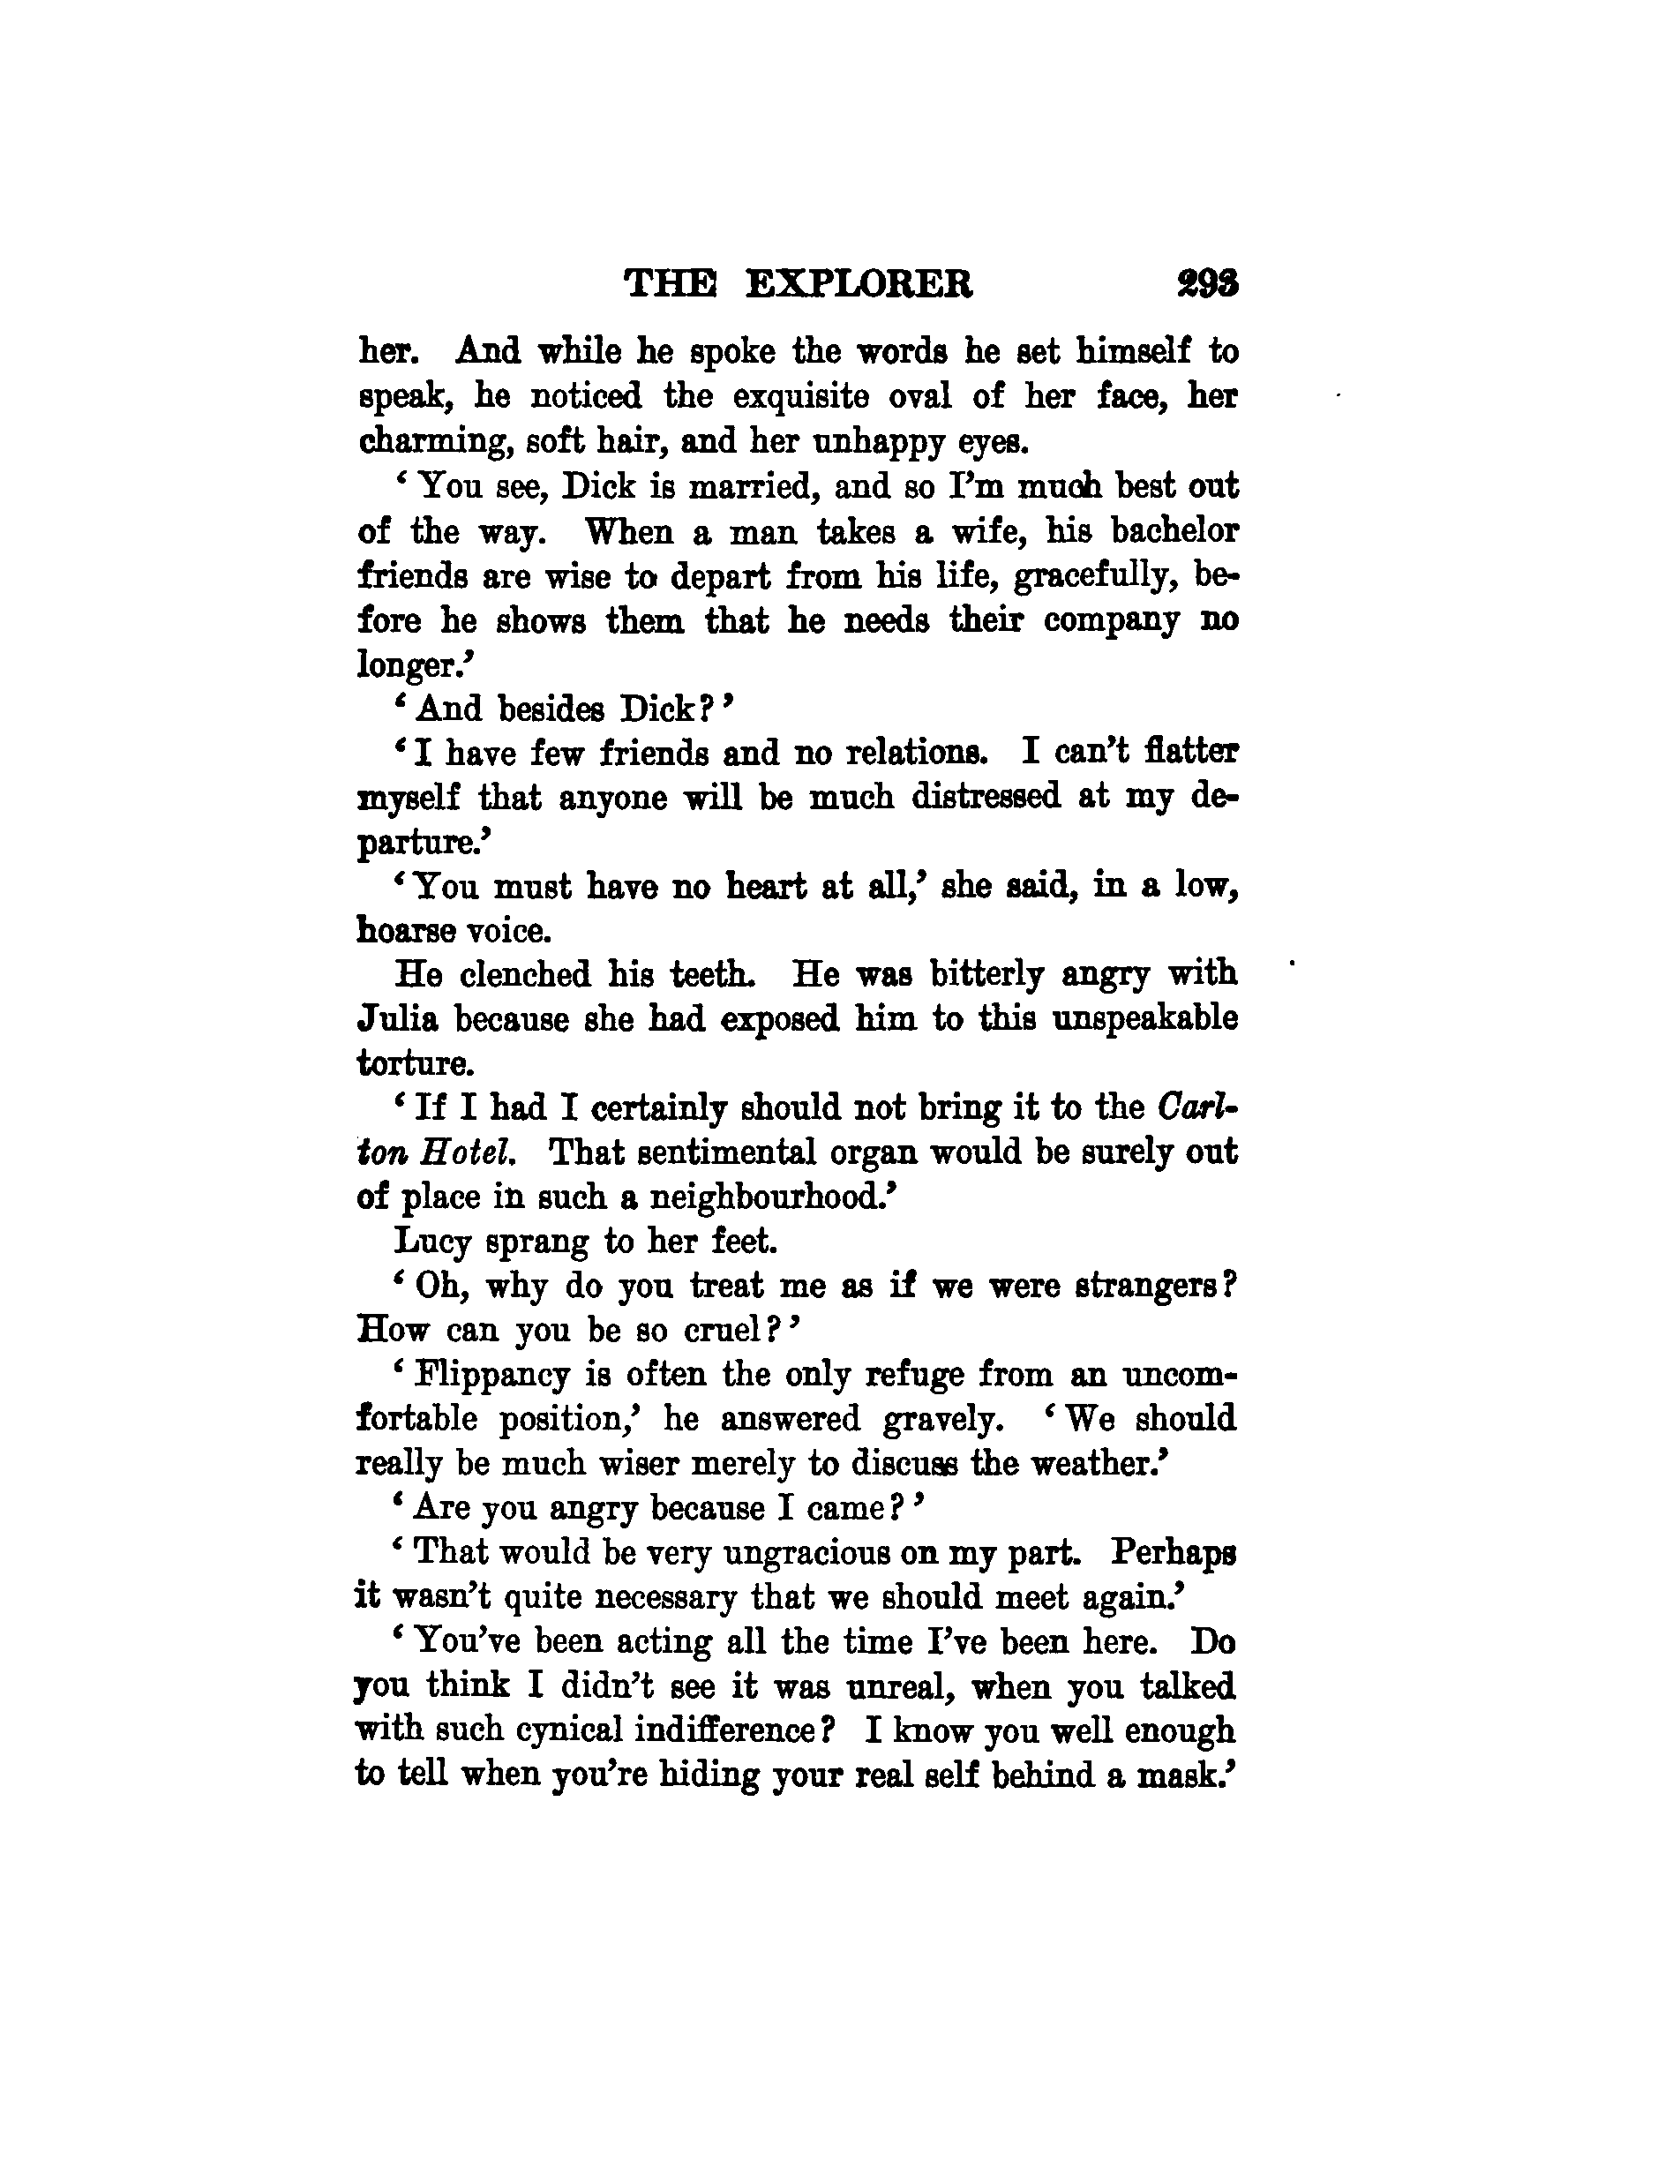 THE EXPLORER 293
her. And while he spoke the words he set himself to
speak, he noticed the exquisite oval of her face, her
charming, soft hair, and her unhappy eyes.
‘ You see, Dick is married, and so I’m much best out
of the way. When a man takes a wife, his bachelor
friends are wise to depart from his life, gracefully, be-
fore he shows them that he needs their company no
longer.’
‘ And besides Dick? ’
‘ I have few friends and no relations. I can’t flatter
myself that anyone will be much distressed at my de-
parture.’
‘ You must have no heart at all,’ she said, in a low,
hoarse voice.
He clenched his teeth. He was bitterly angry with
Julia because she had exposed him to this unspeakable
torture.
‘ If I had I certainly should not bring it to the Carl-
ton Hotel. That sentimental organ would be surely out
of place in such a neighbourhood.’
Lucy sprang to her feet.
‘ Oh, why do you treat me as if we were strangers?
How can you be so cruel? ’
‘ Flippancy is often the only refuge from an uncom-
fortable position,’ he answered gravely. ‘ We should
really be much wiser merely to discuss the weather.’
‘ Are you angry because I came? ’
‘ That would be very ungracious on my part. Perhaps
it wasn’t quite necessary that we should meet again.’
‘ You’ve been acting all the time I’ve been here. Do
you think I didn’t see it was unreal, when you talked
with such cynical indifference? I know you well enough
to tell when you’re hiding your real self behind a mask.’